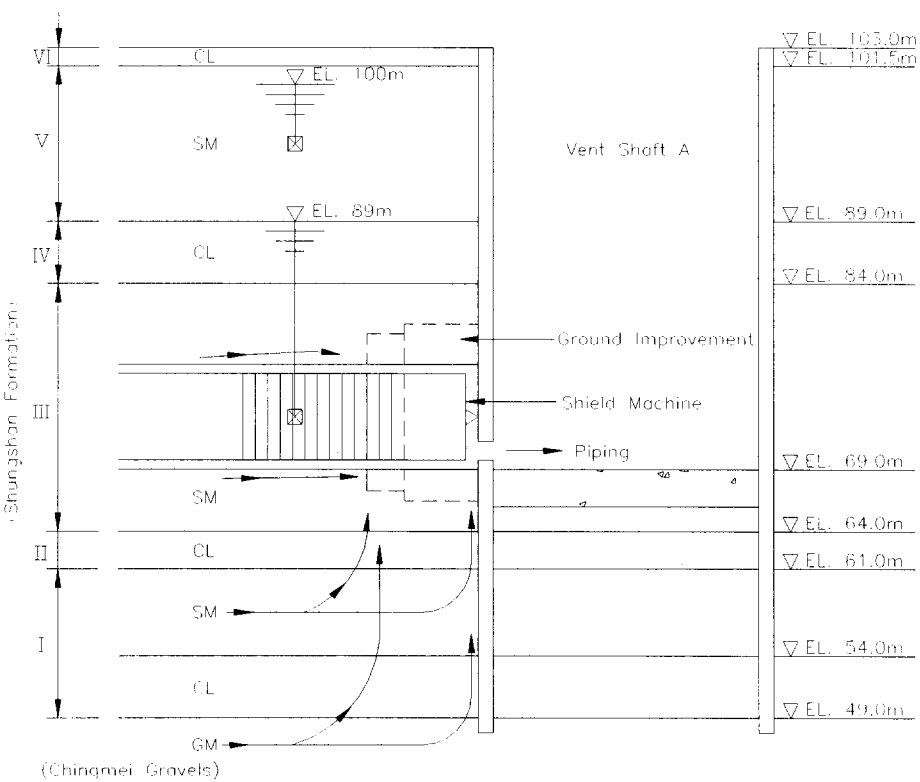 VI
CL
EL. 103.0m
EL. 101.5m
EL. 100m
V
SM
Vent Shaft A
EL. 89m
EL. 89.0m
IV
CL
EL. 84.0m
Ground Improvement
(Shungshan Formation)
III
Shield Machine
Piping
EL. 69.0m
SM
EL. 64.0m
II
CL
EL. 61.0m
SM
I
EL. 54.0m
CL
EL. 49.0m
GM
(Chingmei Gravels)